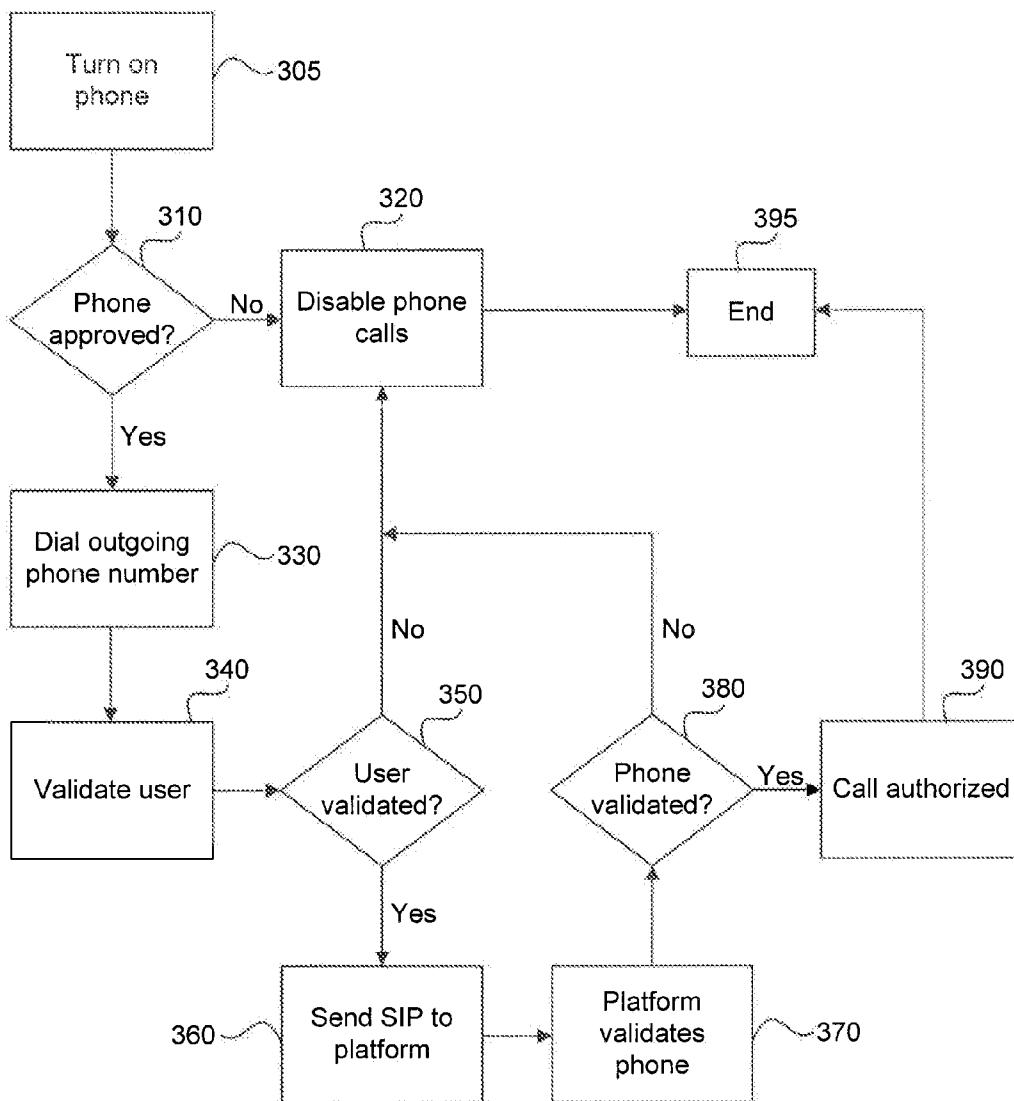 Turn on
phone
305
310
Phone
approved?
No
Yes
320
Disable phone
calls
395
End
Dial outgoing
phone number
330
340
Validate user
350
User
validated?
No
Yes
360
Send SIP to
platform
Platform
validates
phone
370
380
Phone
validated?
No
Yes
390
Call authorized